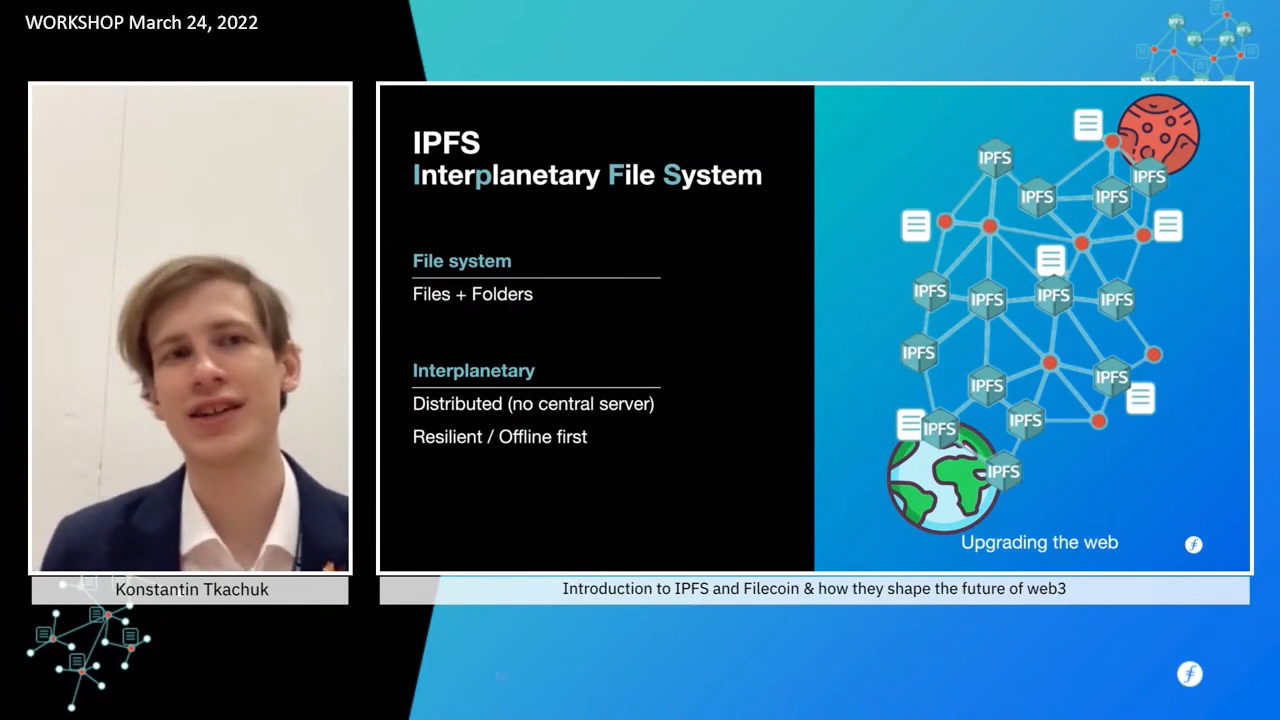 WORKSHOP March 24, 2022
IPFS
Interplanetary File System
File system
Files + Folders
Interplanetary
Distributed (no central server)
Resilient / Offline first
IPFS
IPFS
IPFS
IPFS
IPFS
IPFS
IPFS
IPFS
IPFS
IPFS
IPFS
IPFS
IPFS
IPFS
Upgrading the web
Konstantin Tkachuk
Introduction to IPFS and Filecoin & how they shape the future of web3